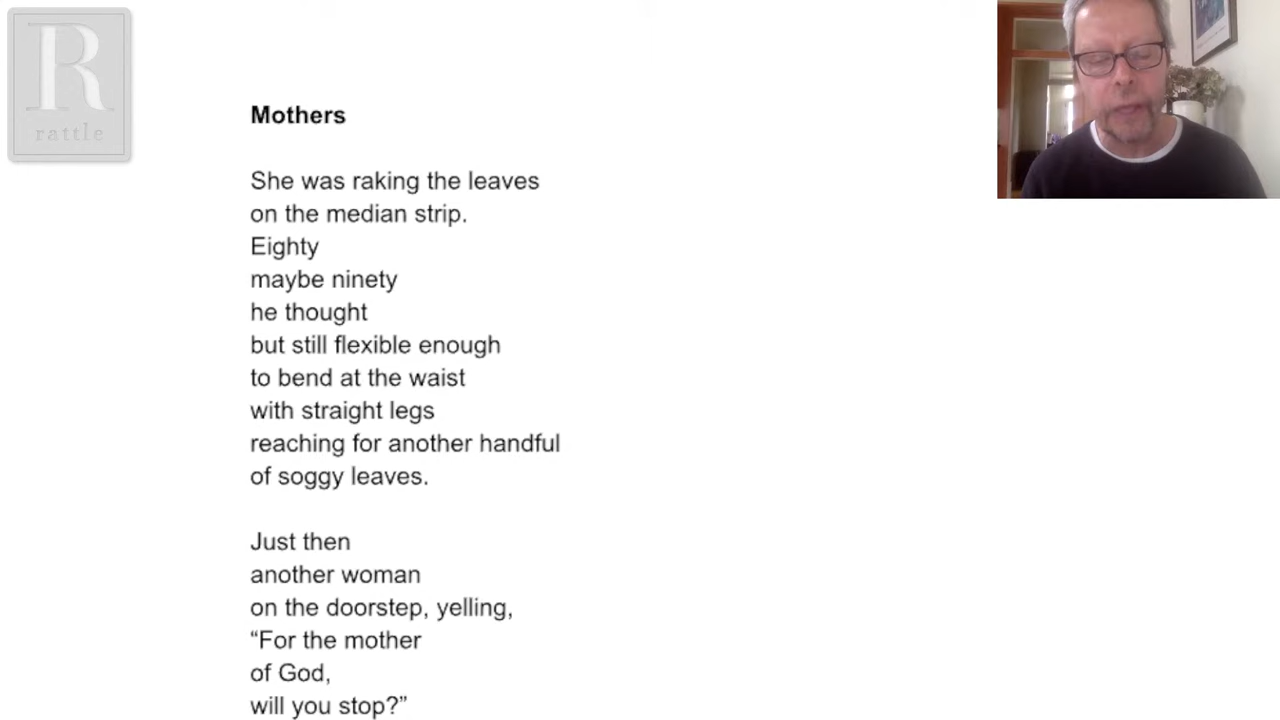 R
rattle
Mothers
She was raking the leaves
on the median strip.
Eighty
maybe ninety
he thought
but still flexible enough
to bend at the waist
with straight legs
reaching for another handful
of soggy leaves.
Just then
another woman
on the doorstep, yelling,
“For the mother
of God,
will you stop?”